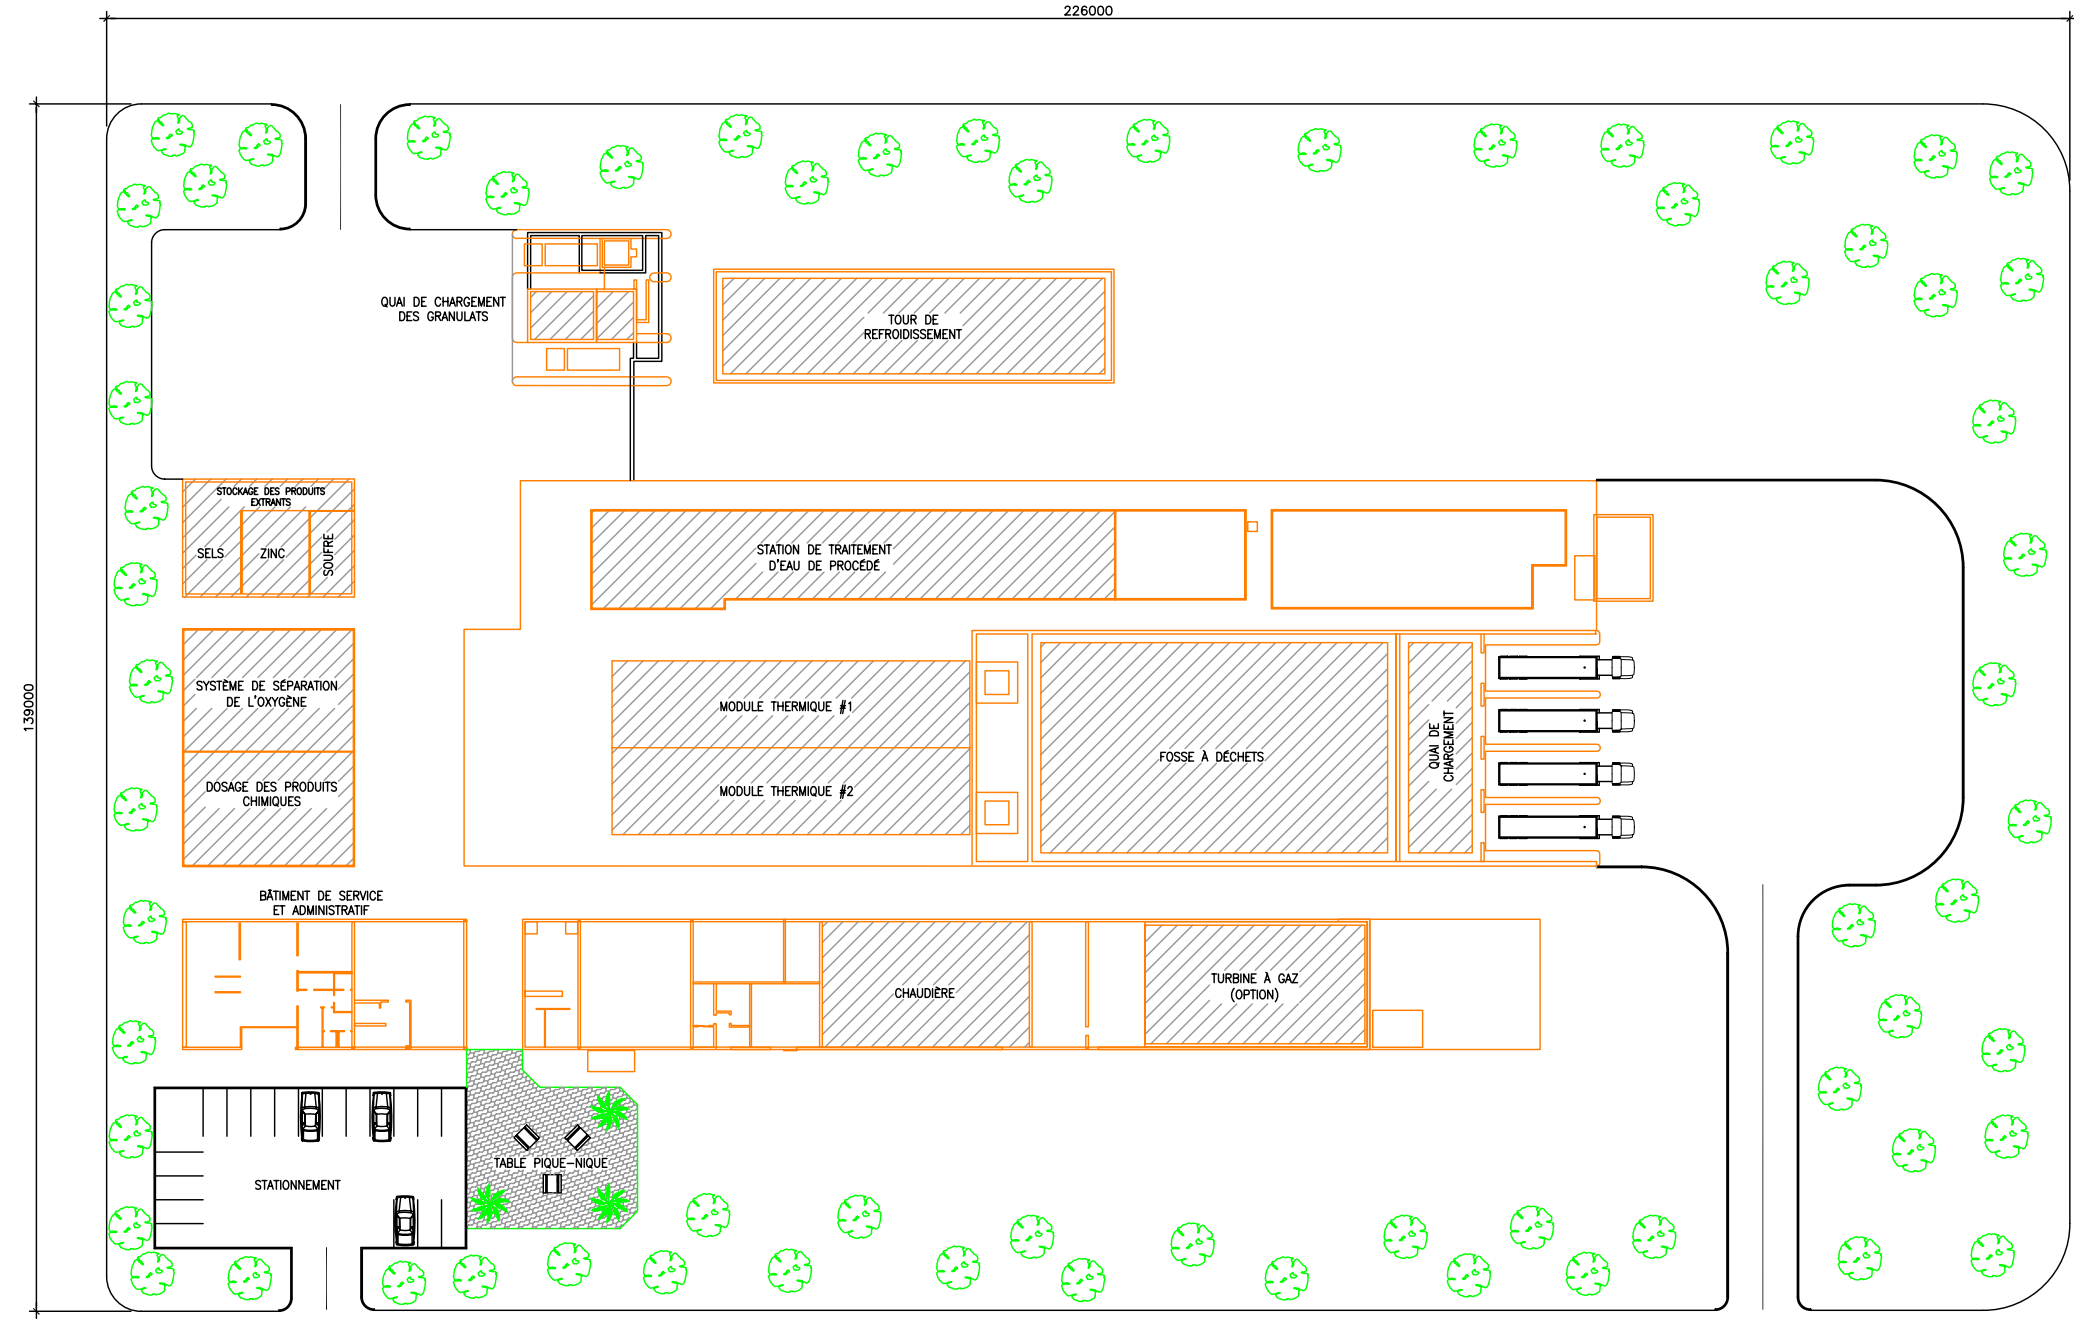 226000
139000
QUAI DE CHARGEMENT
DES GRANULATS
TOUR DE
REFROIDISSEMENT
STOCKAGE DES PRODUITS
EXTRANTS
SELS
ZINC
SOUFRE
STATION DE TRAITEMENT
D'EAU DE PROCÉDÉ
SYSTÈME DE SÉPARATION
DE L'OXYGÈNE
MODULE THERMIQUE #1
MODULE THERMIQUE #2
FOSSE À DÉCHETS
QUAI DE
CHARGEMENT
DOSAGE DES PRODUITS
CHIMIQUES
BÂTIMENT DE SERVICE
ET ADMINISTRATIF
CHAUDIÈRE
TURBINE À GAZ
(OPTION)
TABLE PIQUE-NIQUE
STATIONNEMENT